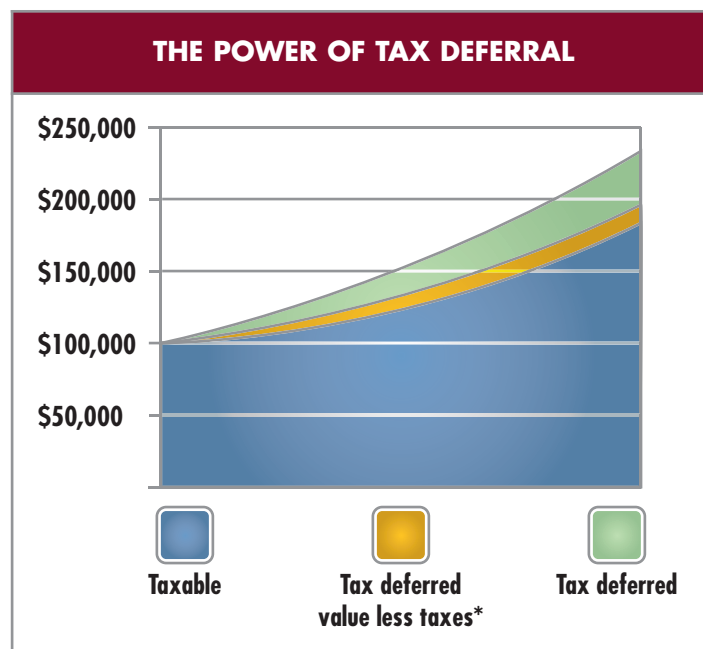 THE POWER OF TAX DEFERRAL
$250,000
$200,000
$150,000
$100,000
$50,000
Taxable
Tax deferred
value less taxes*
Tax deferred